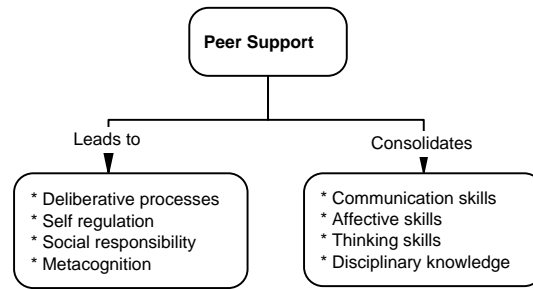 Peer Support
Leads to
Consolidates
* Deliberative processes
* Self regulation
* Social responsibility
* Metacognition
* Communication skills
* Affective skills
* Thinking skills
* Disciplinary knowledge